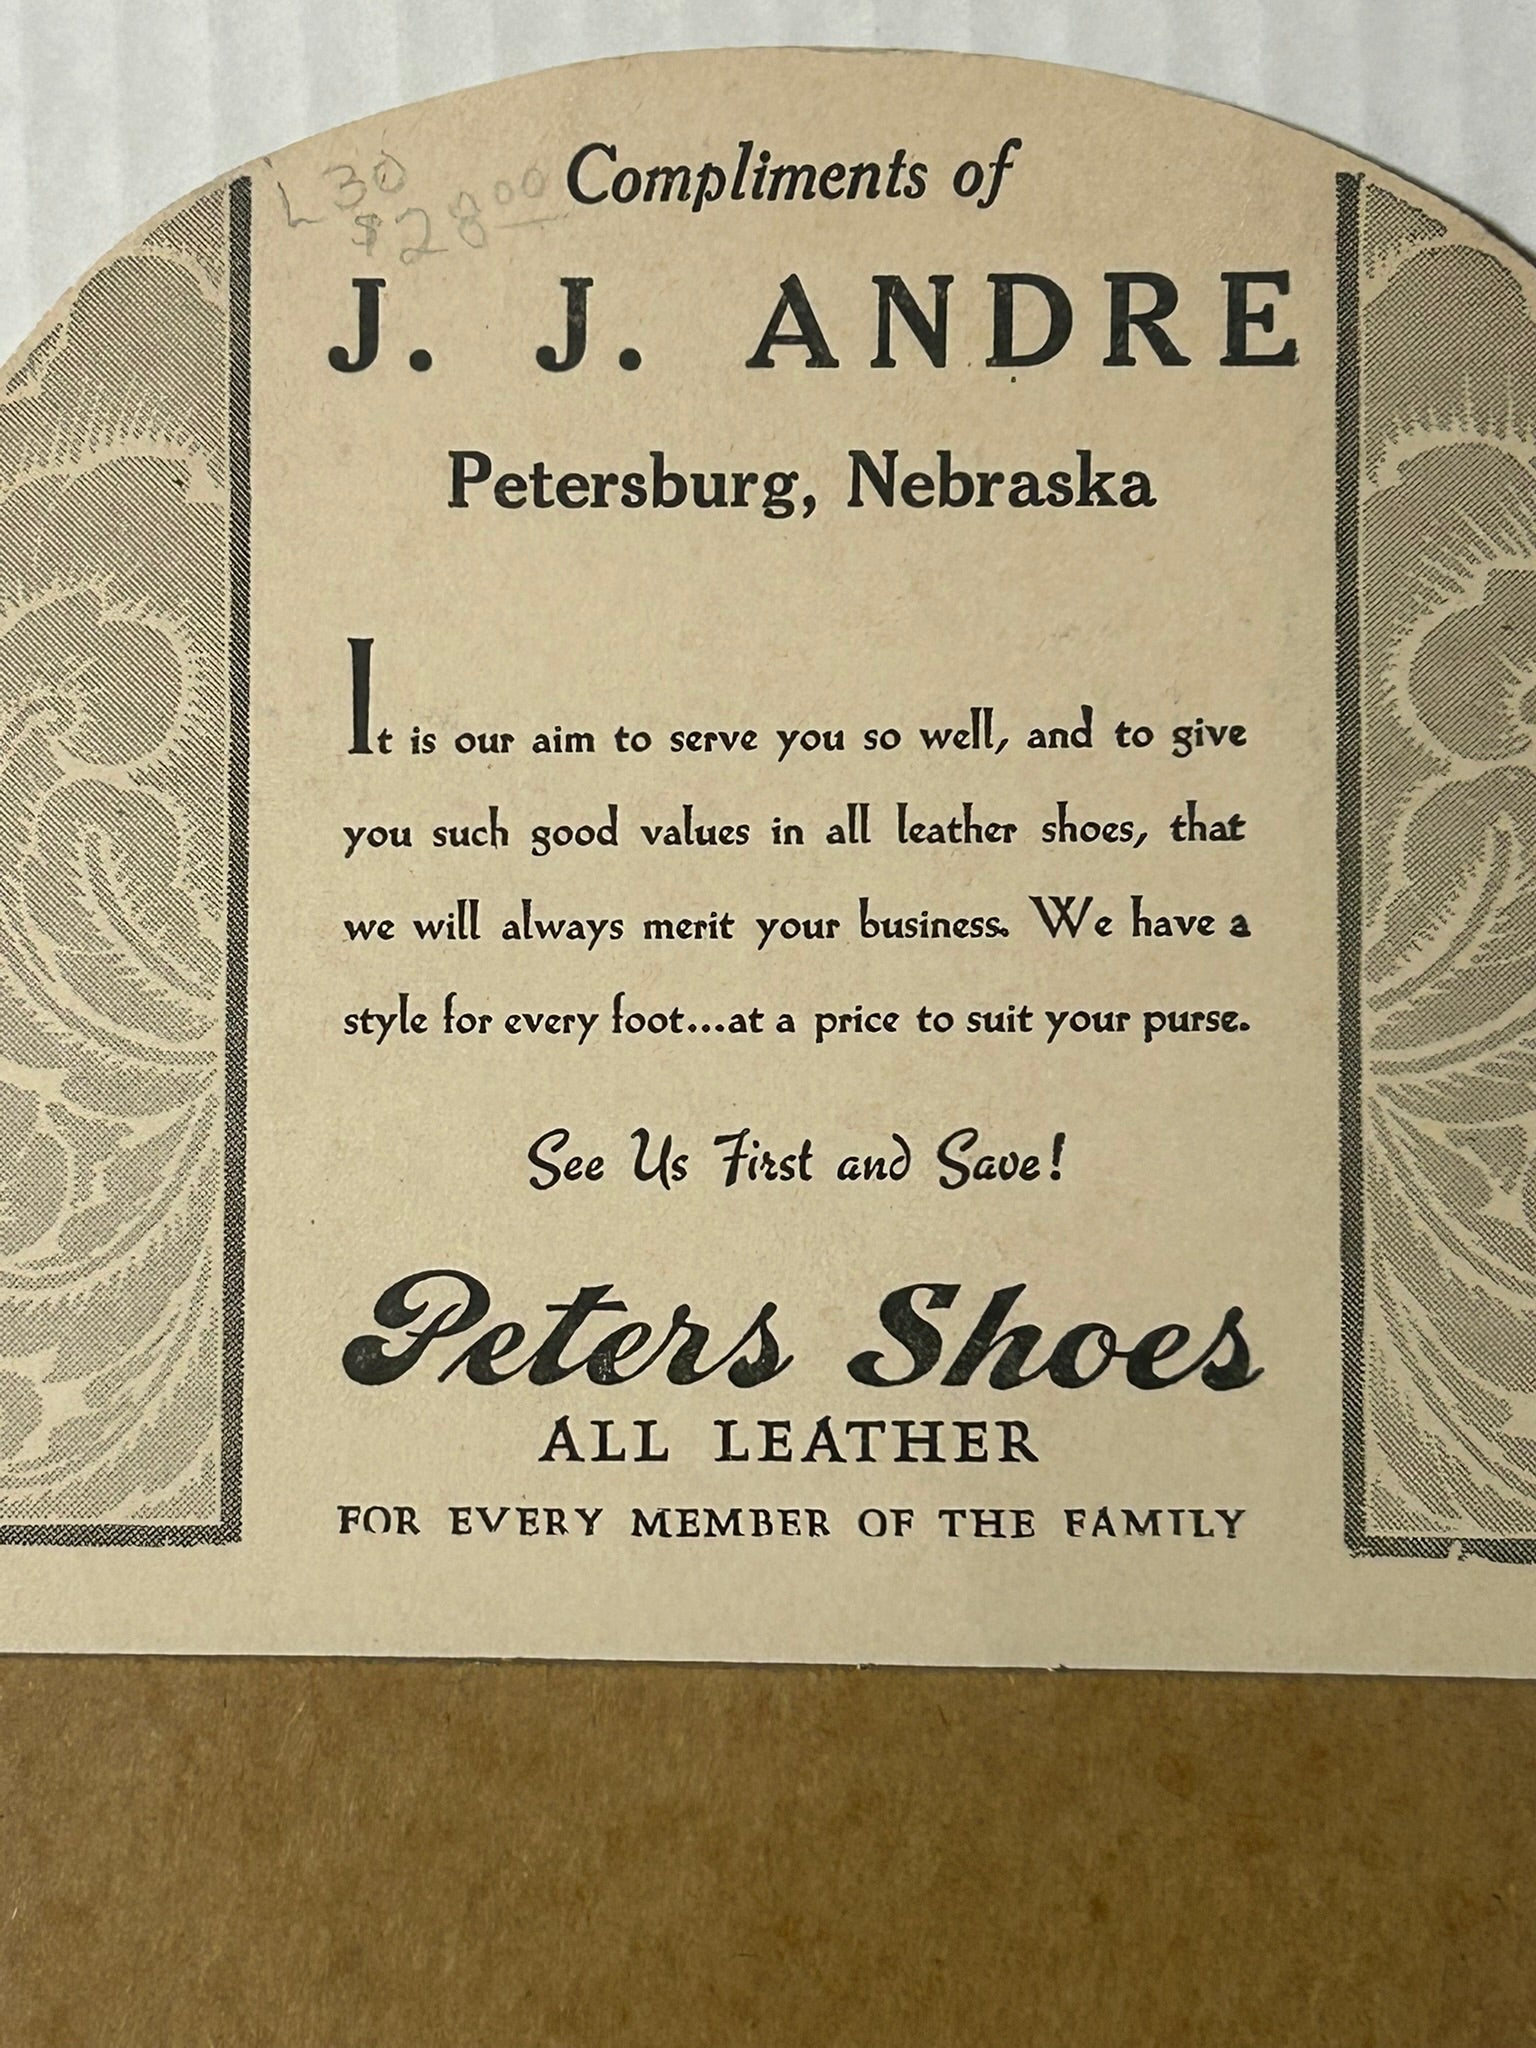 Compliments of
L30
$28.00
J. J. ANDRE
Petersburg, Nebraska
It is our aim to serve you so well, and to give
you such good values in all leather shoes, that
we will always merit your business. We have a
style for every foot...at a price to suit your purse.
See Us First and Save!
Peters Shoes
ALL LEATHER
FOR EVERY MEMBER OF THE FAMILY